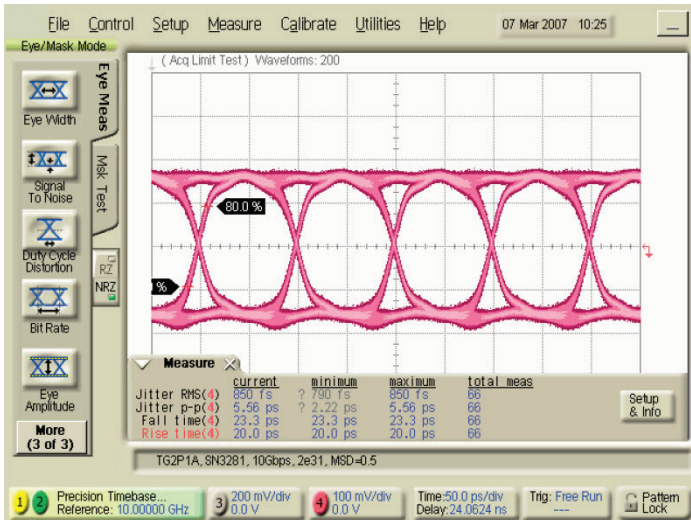 File Control Setup Measure Calibrate Utilities Help 07 Mar 2007 10:25
Eye/Mask Mode
( Acq Limit Test ) Waveforms: 200
Eye Meas
Msk Test
Eye Width
Signal
To Noise
Duty Cycle
Distortion
RZ
NRZ
Bit Rate
Eye
Amplitude
More
(3 of 3)
80.0 %
%
Measure
current minimum maximum total meas
Jitter RMS(4) 850 fs ? 790 fs 850 fs 66
Jitter p-p(4) 5.56 ps ? 2.22 ps 5.56 ps 66
Fall time(4) 23.3 ps 23.3 ps 23.3 ps 66
Rise time(4) 20.0 ps 20.0 ps 20.0 ps 66
Setup
& Info
TG2P1A, SN3281, 10Gbps, 2e31, MSD=0.5
1 2 Precision Timebase...
Reference: 10.00000 GHz
3 200 mV/div
0.0 V
4 100 mV/div
0.0 V
Time:50.0 ps/div
Delay:24.0624 ns
Trig: Free Run
---
Pattern
Lock